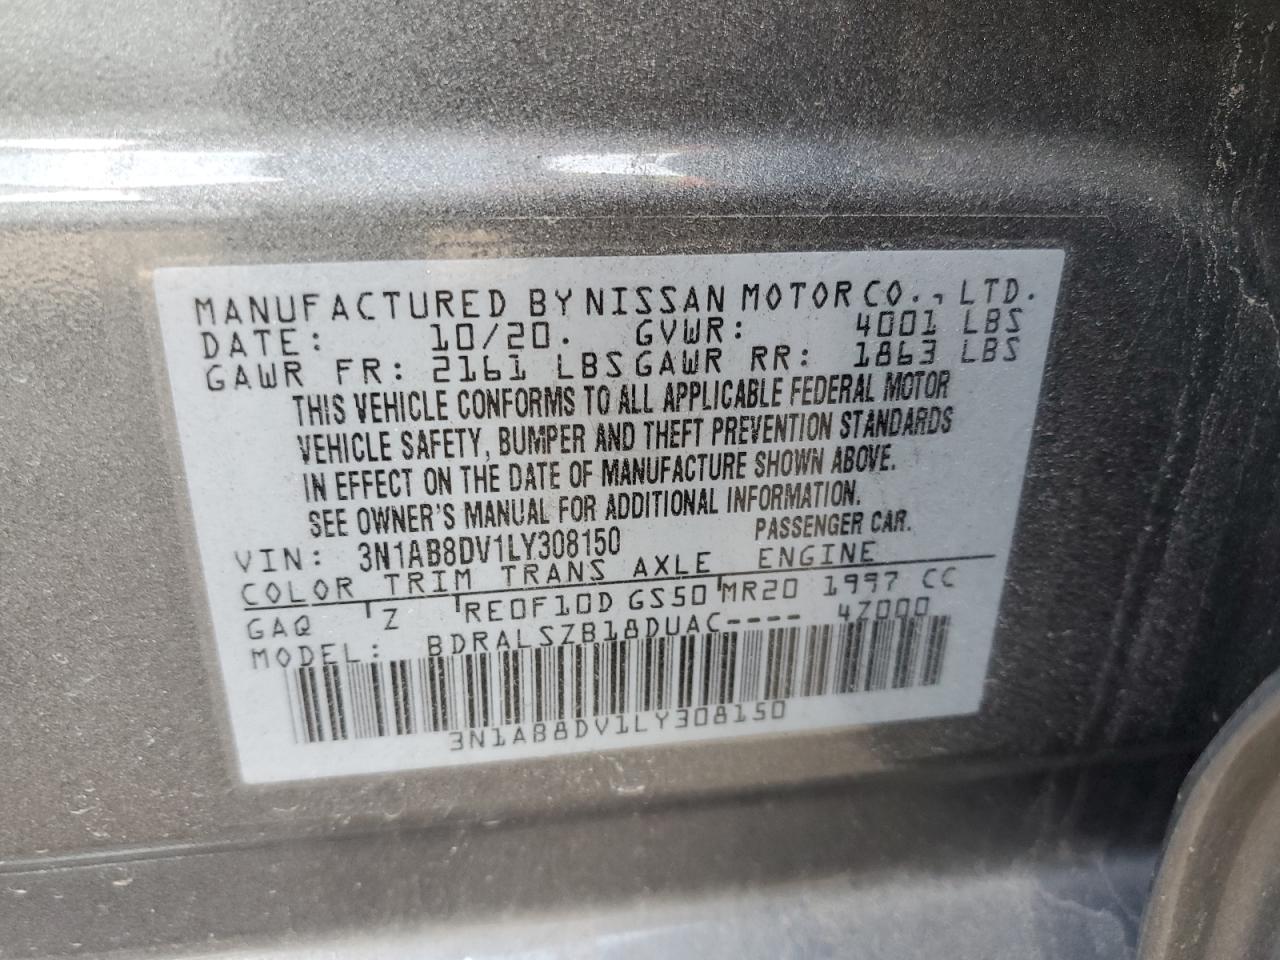 MANUFACTURED BY NISSAN MOTOR CO., LTD.
DATE: 10/20. GVWR: 4001 LBS
GAWR FR: 2161 LBS GAWR RR: 1863 LBS
THIS VEHICLE CONFORMS TO ALL APPLICABLE FEDERAL MOTOR
VEHICLE SAFETY, BUMPER AND THEFT PREVENTION STANDARDS
IN EFFECT ON THE DATE OF MANUFACTURE SHOWN ABOVE.
SEE OWNER'S MANUAL FOR ADDITIONAL INFORMATION.
VIN: 3N1AB8DV1LY308150 PASSENGER CAR.
COLOR TRIM TRANS AXLE ENGINE
GAQ Z RE0F10D GS50 MR20 1997 CC
MODEL: BDRALSZB18DUAC---- 4Z000
3N1AB8DV1LY308150